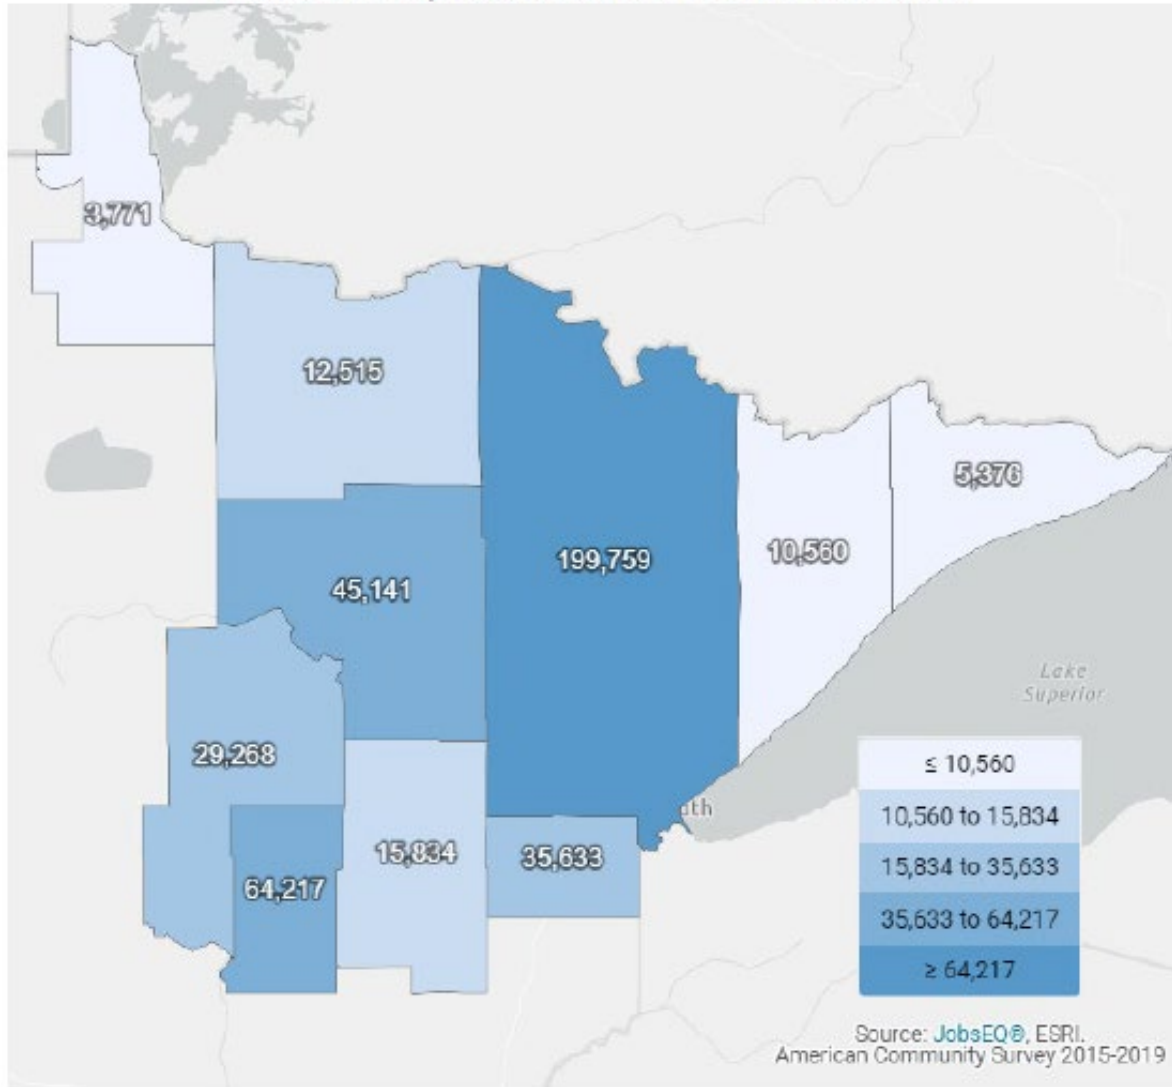 3,771
12,515
5,376
199,759
10,560
45,141
Lake
Superior
29,268
≤ 10,560
uth
10,560 to 15,834
15,834
35,633
15,834 to 35,633
64,217
35,633 to 64,217
≥ 64,217
Source: JobsEQ®, ESRI.
American Community Survey 2015-2019